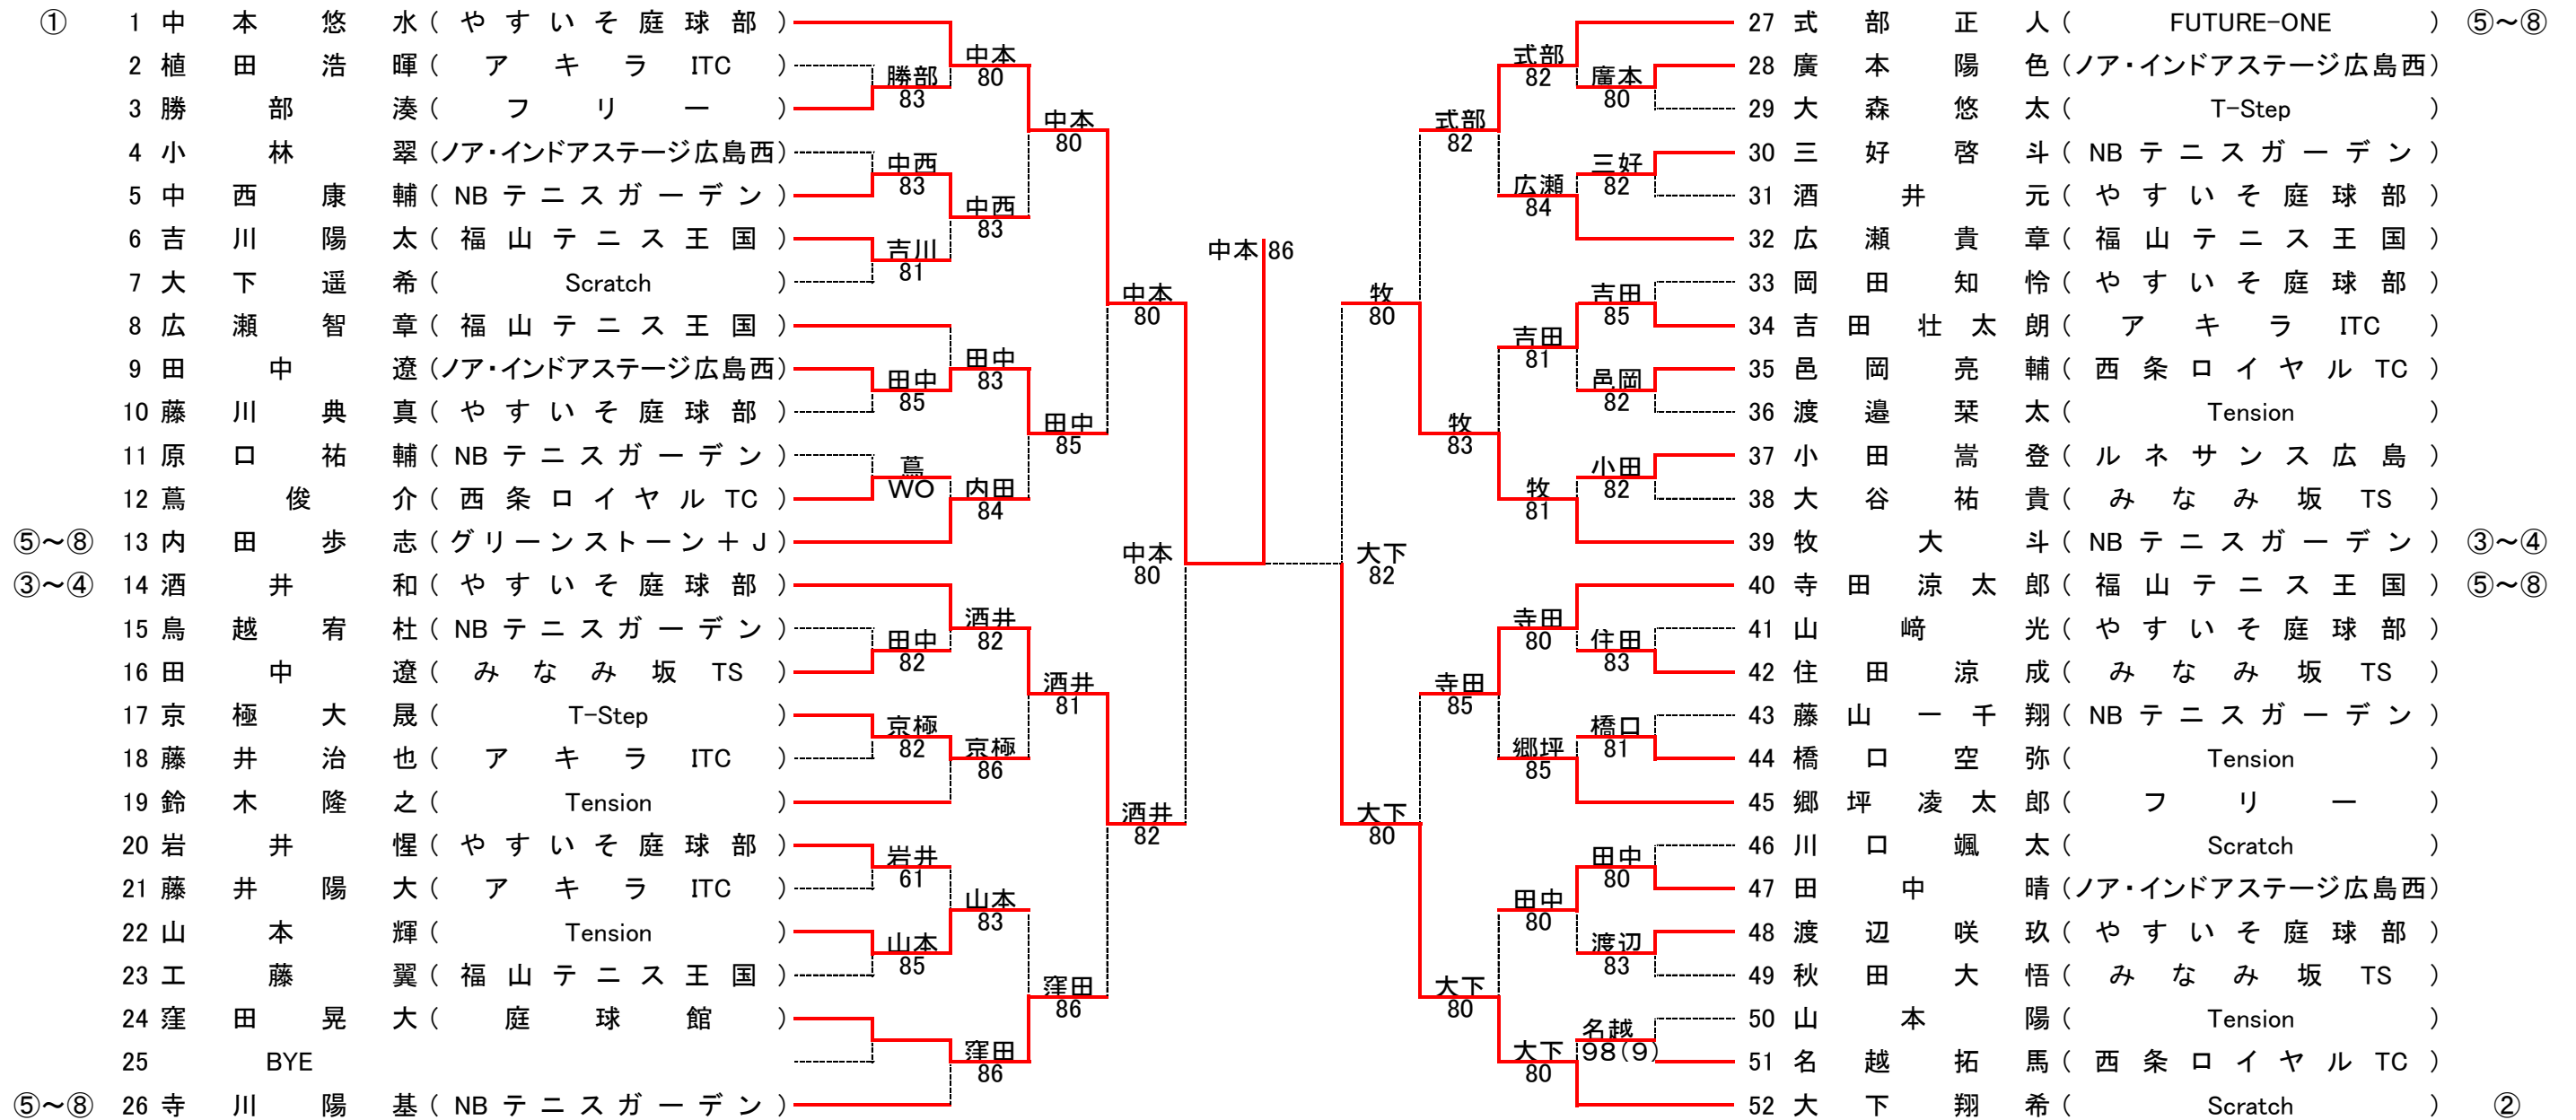 ① 1 中本悠水（やすいそ庭球部）
2 植田浩暉（アキラITC）
3 勝部湊（フリー）
4 小林翠（ノア・インドアステージ広島西）
5 中西康輔（NBテニスガーデン）
6 吉川陽太（福山テニス王国）
7 大下遥希（Scratch）
8 広瀬智章（福山テニス王国）
9 田中遼（ノア・インドアステージ広島西）
10 藤川典真（やすいそ庭球部）
11 原口祐輔（NBテニスガーデン）
12 蔦俊介（西条ロイヤルTC）
⑤～⑧ 13 内田歩志（グリーンストーン＋J）
③～④ 14 酒井和（やすいそ庭球部）
15 鳥越宥杜（NBテニスガーデン）
16 田中遼（みなみ坂TS）
17 京極大晟（T-Step）
18 藤井治也（アキラITC）
19 鈴木隆之（Tension）
20 岩井惺（やすいそ庭球部）
21 藤井陽大（アキラITC）
22 山本輝（Tension）
23 工藤翼（福山テニス王国）
24 窪田晃大（庭球館）
25 BYE
⑤～⑧ 26 寺川陽基（NBテニスガーデン）
勝部
83
中西
83
吉川
81
田中
85
蔦
WO
田中
82
京極
82
岩井
61
山本
85
中本
80
中西
83
田中
83
内田
84
酒井
82
京極
86
山本
83
窪田
86
中本
80
田中
85
酒井
81
窪田
86
中本
80
酒井
82
中本
80
中本 86
大下
82
牧
80
大下
80
式部
82
牧
83
寺田
85
大下
80
式部
82
広瀬
84
吉田
81
牧
81
寺田
80
郷坪
85
田中
80
大下
80
廣本
80
三好
82
吉田
85
邑岡
82
小田
82
住田
83
橋口
81
田中
80
渡辺
83
名越
98(9)
27 式部正人（FUTURE-ONE） ⑤～⑧
28 廣本陽色（ノア・インドアステージ広島西）
29 大森悠太（T-Step）
30 三好啓斗（NBテニスガーデン）
31 酒井元（やすいそ庭球部）
32 広瀬貴章（福山テニス王国）
33 岡田知怜（やすいそ庭球部）
34 吉田壮太朗（アキラITC）
35 邑岡亮輔（西条ロイヤルTC）
36 渡邉栞太（Tension）
37 小田嵩登（ルネサンス広島）
38 大谷祐貴（みなみ坂TS）
39 牧大斗（NBテニスガーデン） ③～④
40 寺田涼太郎（福山テニス王国） ⑤～⑧
41 山﨑光（やすいそ庭球部）
42 住田涼成（みなみ坂TS）
43 藤山一千翔（NBテニスガーデン）
44 橋口空弥（Tension）
45 郷坪凌太郎（フリー）
46 川口颯太（Scratch）
47 田中晴（ノア・インドアステージ広島西）
48 渡辺咲玖（やすいそ庭球部）
49 秋田大悟（みなみ坂TS）
50 山本陽（Tension）
51 名越拓馬（西条ロイヤルTC）
52 大下翔希（Scratch） ②